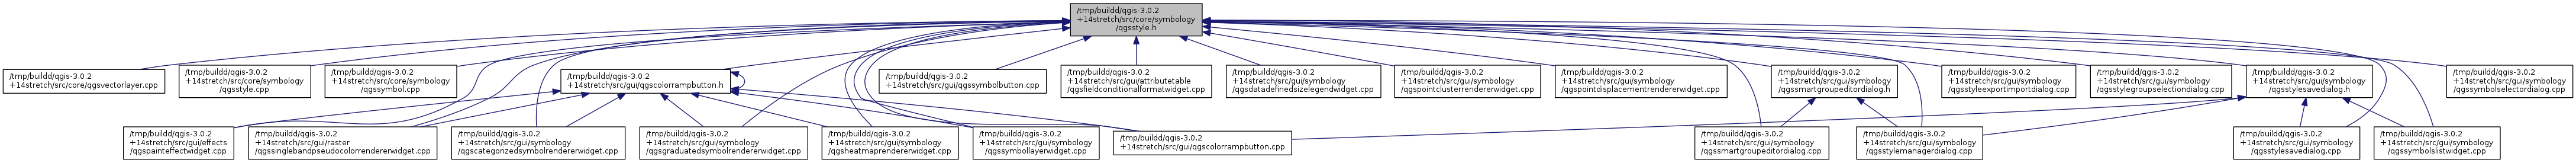 /tmp/buildd/qgis-3.0.2
+14stretch/src/core/symbology
/qgsstyle.h
/tmp/buildd/qgis-3.0.2
+14stretch/src/core/qgsvectorlayer.cpp
/tmp/buildd/qgis-3.0.2
+14stretch/src/core/symbology
/qgsstyle.cpp
/tmp/buildd/qgis-3.0.2
+14stretch/src/core/symbology
/qgssymbol.cpp
/tmp/buildd/qgis-3.0.2
+14stretch/src/gui/qgscolorrampbutton.h
/tmp/buildd/qgis-3.0.2
+14stretch/src/gui/qgssymbolbutton.cpp
/tmp/buildd/qgis-3.0.2
+14stretch/src/gui/attributetable
/qgsfieldconditionalformatwidget.cpp
/tmp/buildd/qgis-3.0.2
+14stretch/src/gui/symbology
/qgsdatadefinedsizelegendwidget.cpp
/tmp/buildd/qgis-3.0.2
+14stretch/src/gui/symbology
/qgspointclusterrendererwidget.cpp
/tmp/buildd/qgis-3.0.2
+14stretch/src/gui/symbology
/qgspointdisplacementrendererwidget.cpp
/tmp/buildd/qgis-3.0.2
+14stretch/src/gui/symbology
/qgssmartgroupeditordialog.h
/tmp/buildd/qgis-3.0.2
+14stretch/src/gui/symbology
/qgsstyleexportimportdialog.cpp
/tmp/buildd/qgis-3.0.2
+14stretch/src/gui/symbology
/qgsstylegroupselectiondialog.cpp
/tmp/buildd/qgis-3.0.2
+14stretch/src/gui/symbology
/qgsstylesavedialog.h
/tmp/buildd/qgis-3.0.2
+14stretch/src/gui/symbology
/qgssymbolselectordialog.cpp
/tmp/buildd/qgis-3.0.2
+14stretch/src/gui/effects
/qgspainteffectwidget.cpp
/tmp/buildd/qgis-3.0.2
+14stretch/src/gui/raster
/qgssinglebandpseudocolorrendererwidget.cpp
/tmp/buildd/qgis-3.0.2
+14stretch/src/gui/symbology
/qgscategorizedsymbolrendererwidget.cpp
/tmp/buildd/qgis-3.0.2
+14stretch/src/gui/symbology
/qgsgraduatedsymbolrendererwidget.cpp
/tmp/buildd/qgis-3.0.2
+14stretch/src/gui/symbology
/qgsheatmaprendererwidget.cpp
/tmp/buildd/qgis-3.0.2
+14stretch/src/gui/symbology
/qgssymbollayerwidget.cpp
/tmp/buildd/qgis-3.0.2
+14stretch/src/gui/qgscolorrampbutton.cpp
/tmp/buildd/qgis-3.0.2
+14stretch/src/gui/symbology
/qgssmartgroupeditordialog.cpp
/tmp/buildd/qgis-3.0.2
+14stretch/src/gui/symbology
/qgsstylemanagerdialog.cpp
/tmp/buildd/qgis-3.0.2
+14stretch/src/gui/symbology
/qgsstylesavedialog.cpp
/tmp/buildd/qgis-3.0.2
+14stretch/src/gui/symbology
/qgssymbolslistwidget.cpp